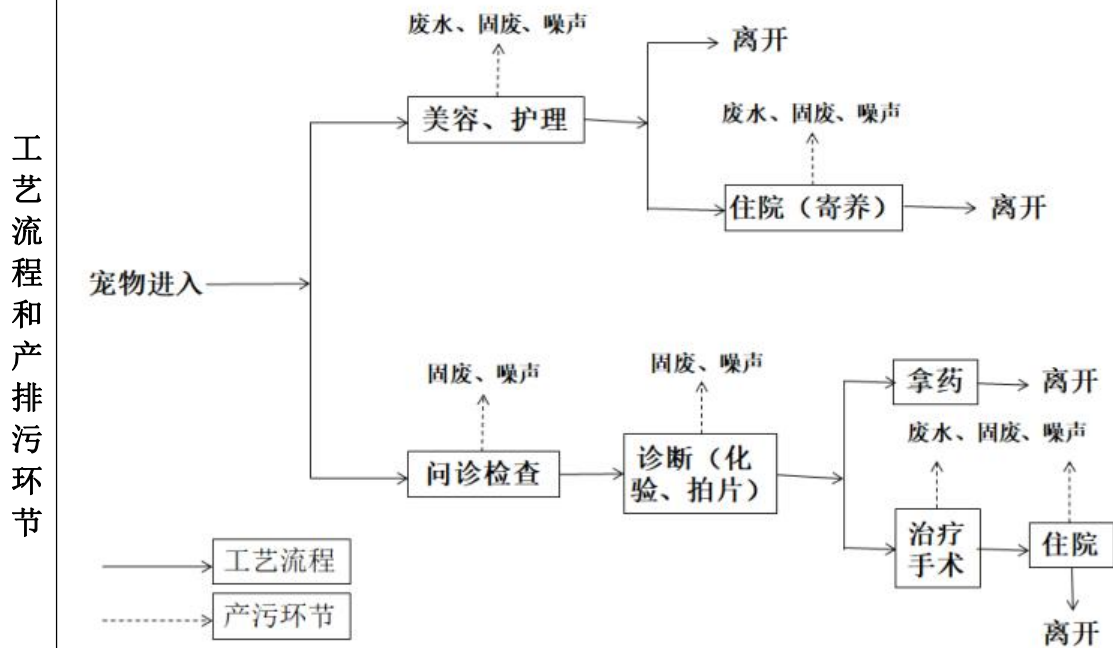 工艺流程和产排污环节
废水、固废、噪声
离开
美容、护理
废水、固废、噪声
住院（寄养）
离开
宠物进入
固废、噪声
固废、噪声
拿药
离开
废水、固废、噪声
问诊检查
诊断（化
验、拍片）
治疗
手术
住院
离开
工艺流程
产污环节